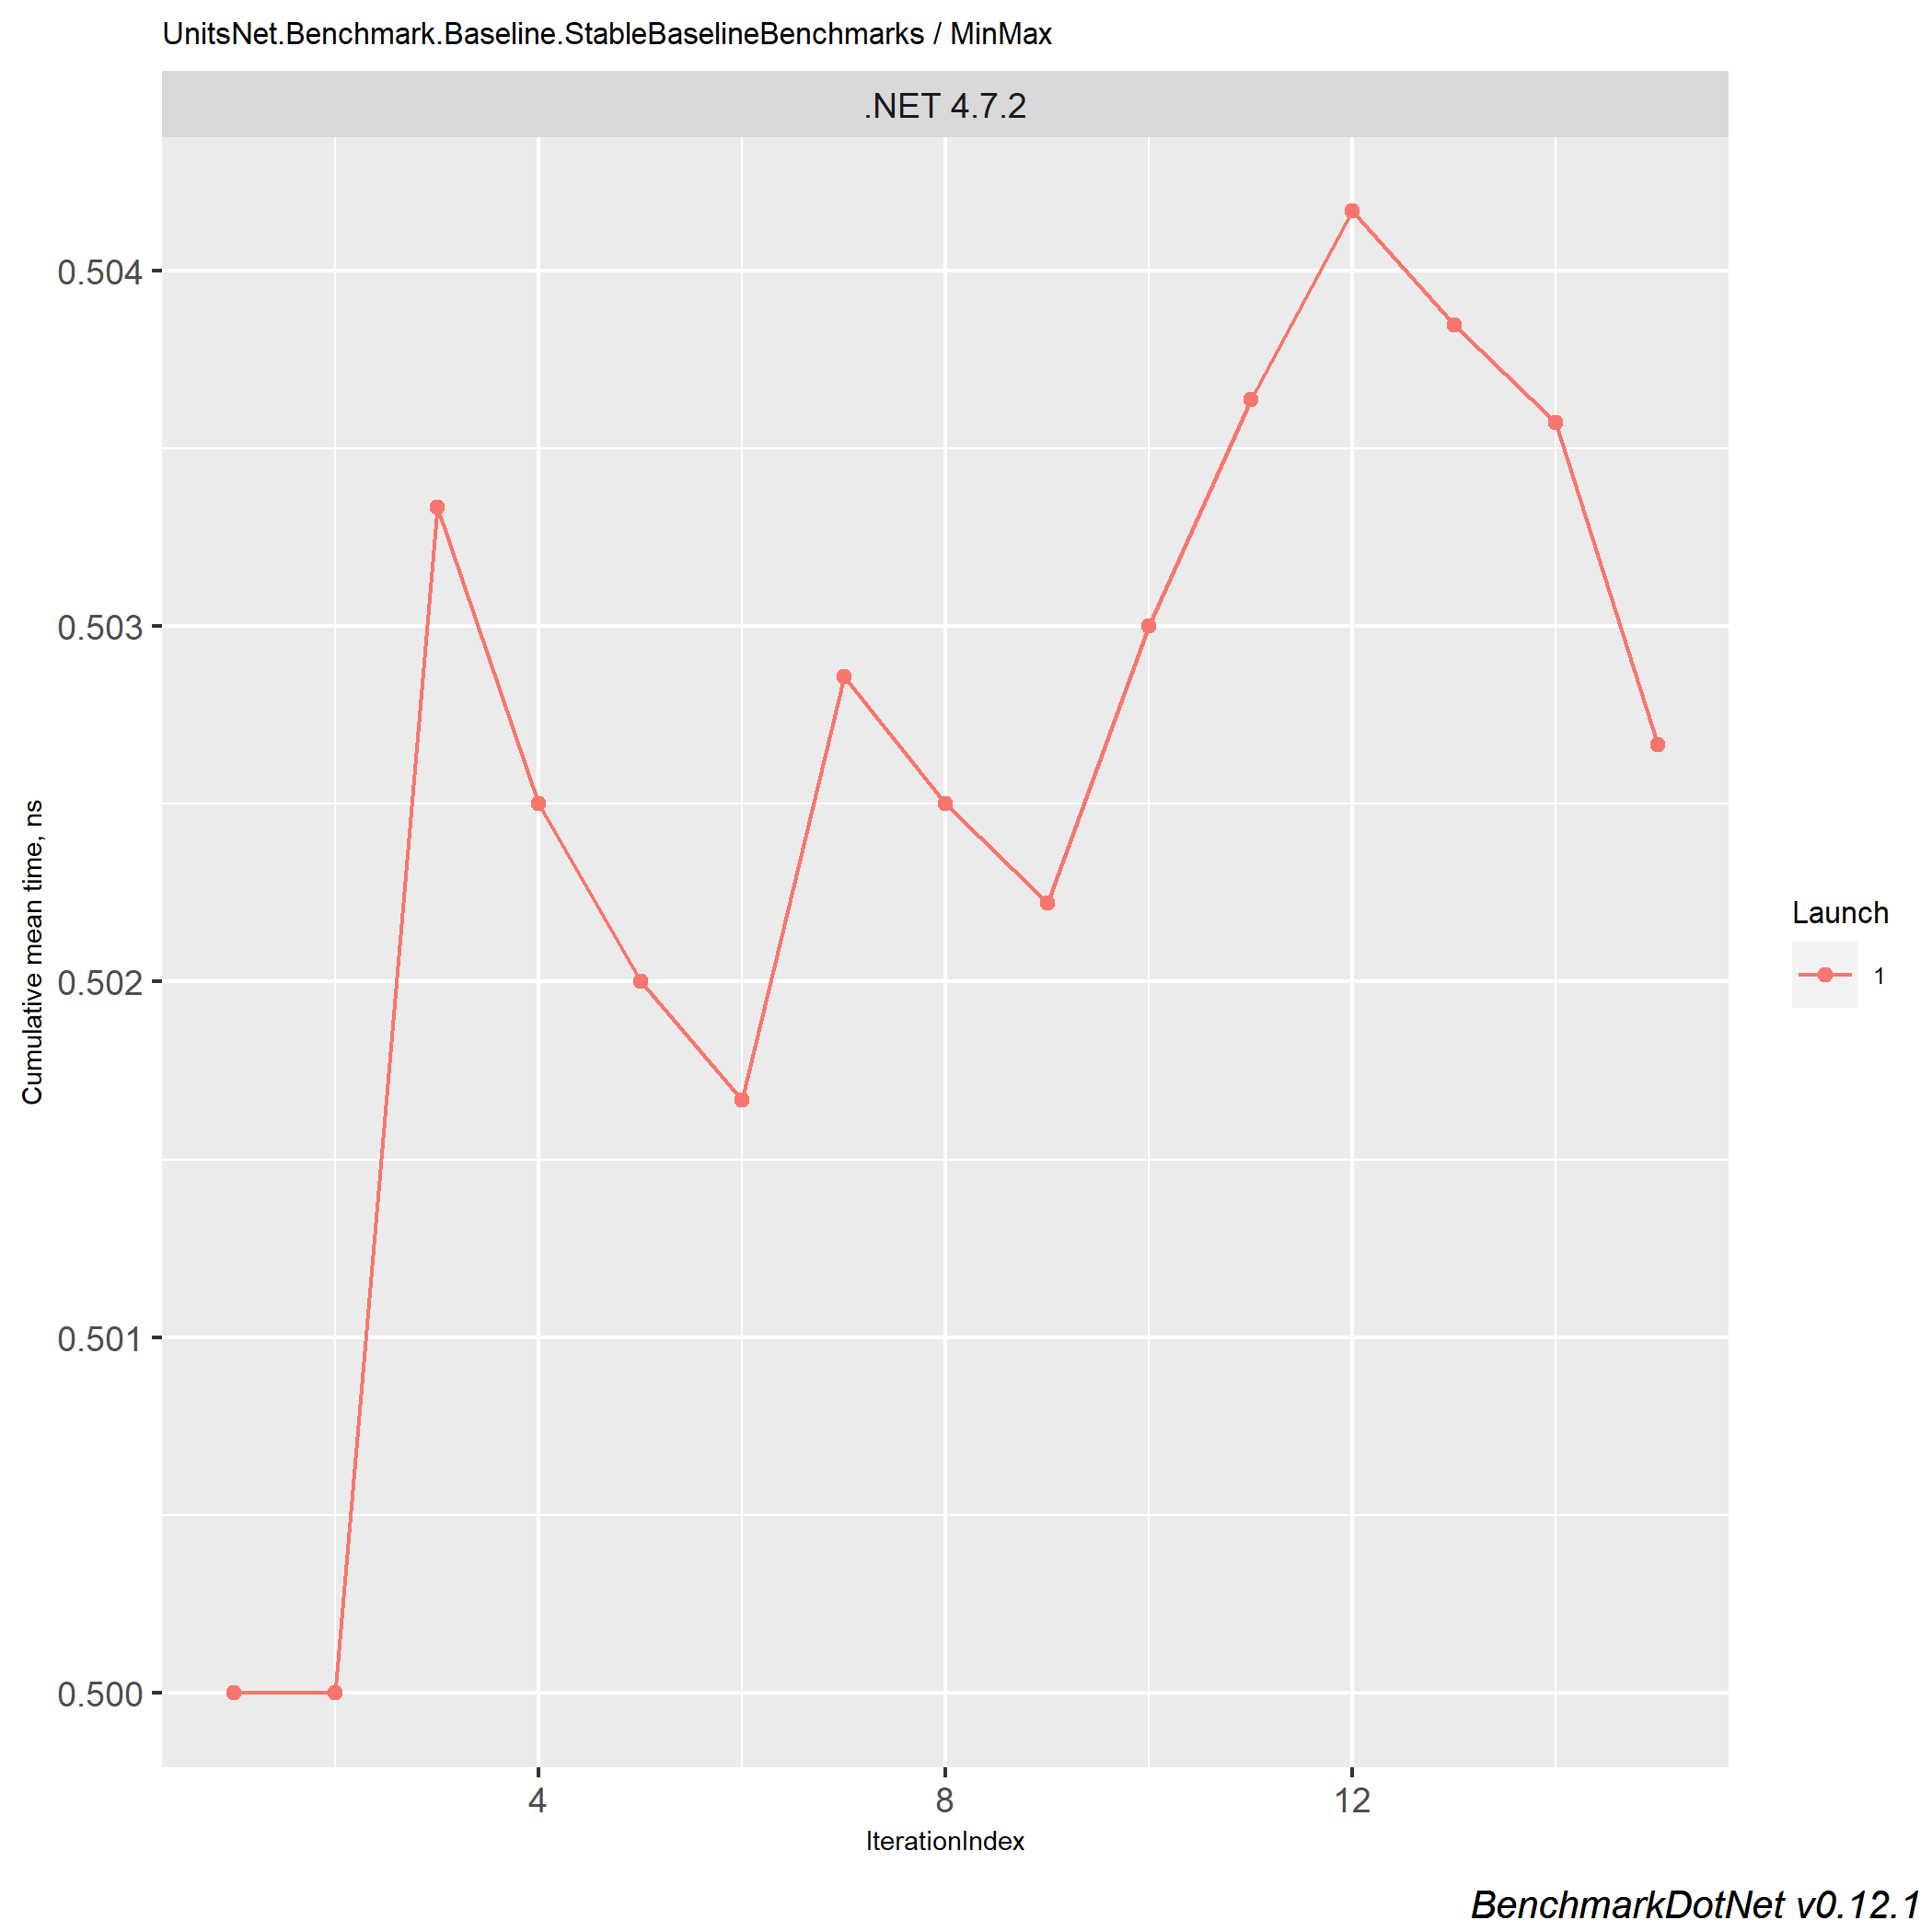 UnitsNet.Benchmark.Baseline.StableBaselineBenchmarks / MinMax
.NET 4.7.2
0.504
0.503
0.502
0.501
0.500
Cumulative mean time, ns
4 8 12
IterationIndex
Launch
1
BenchmarkDotNet v0.12.1